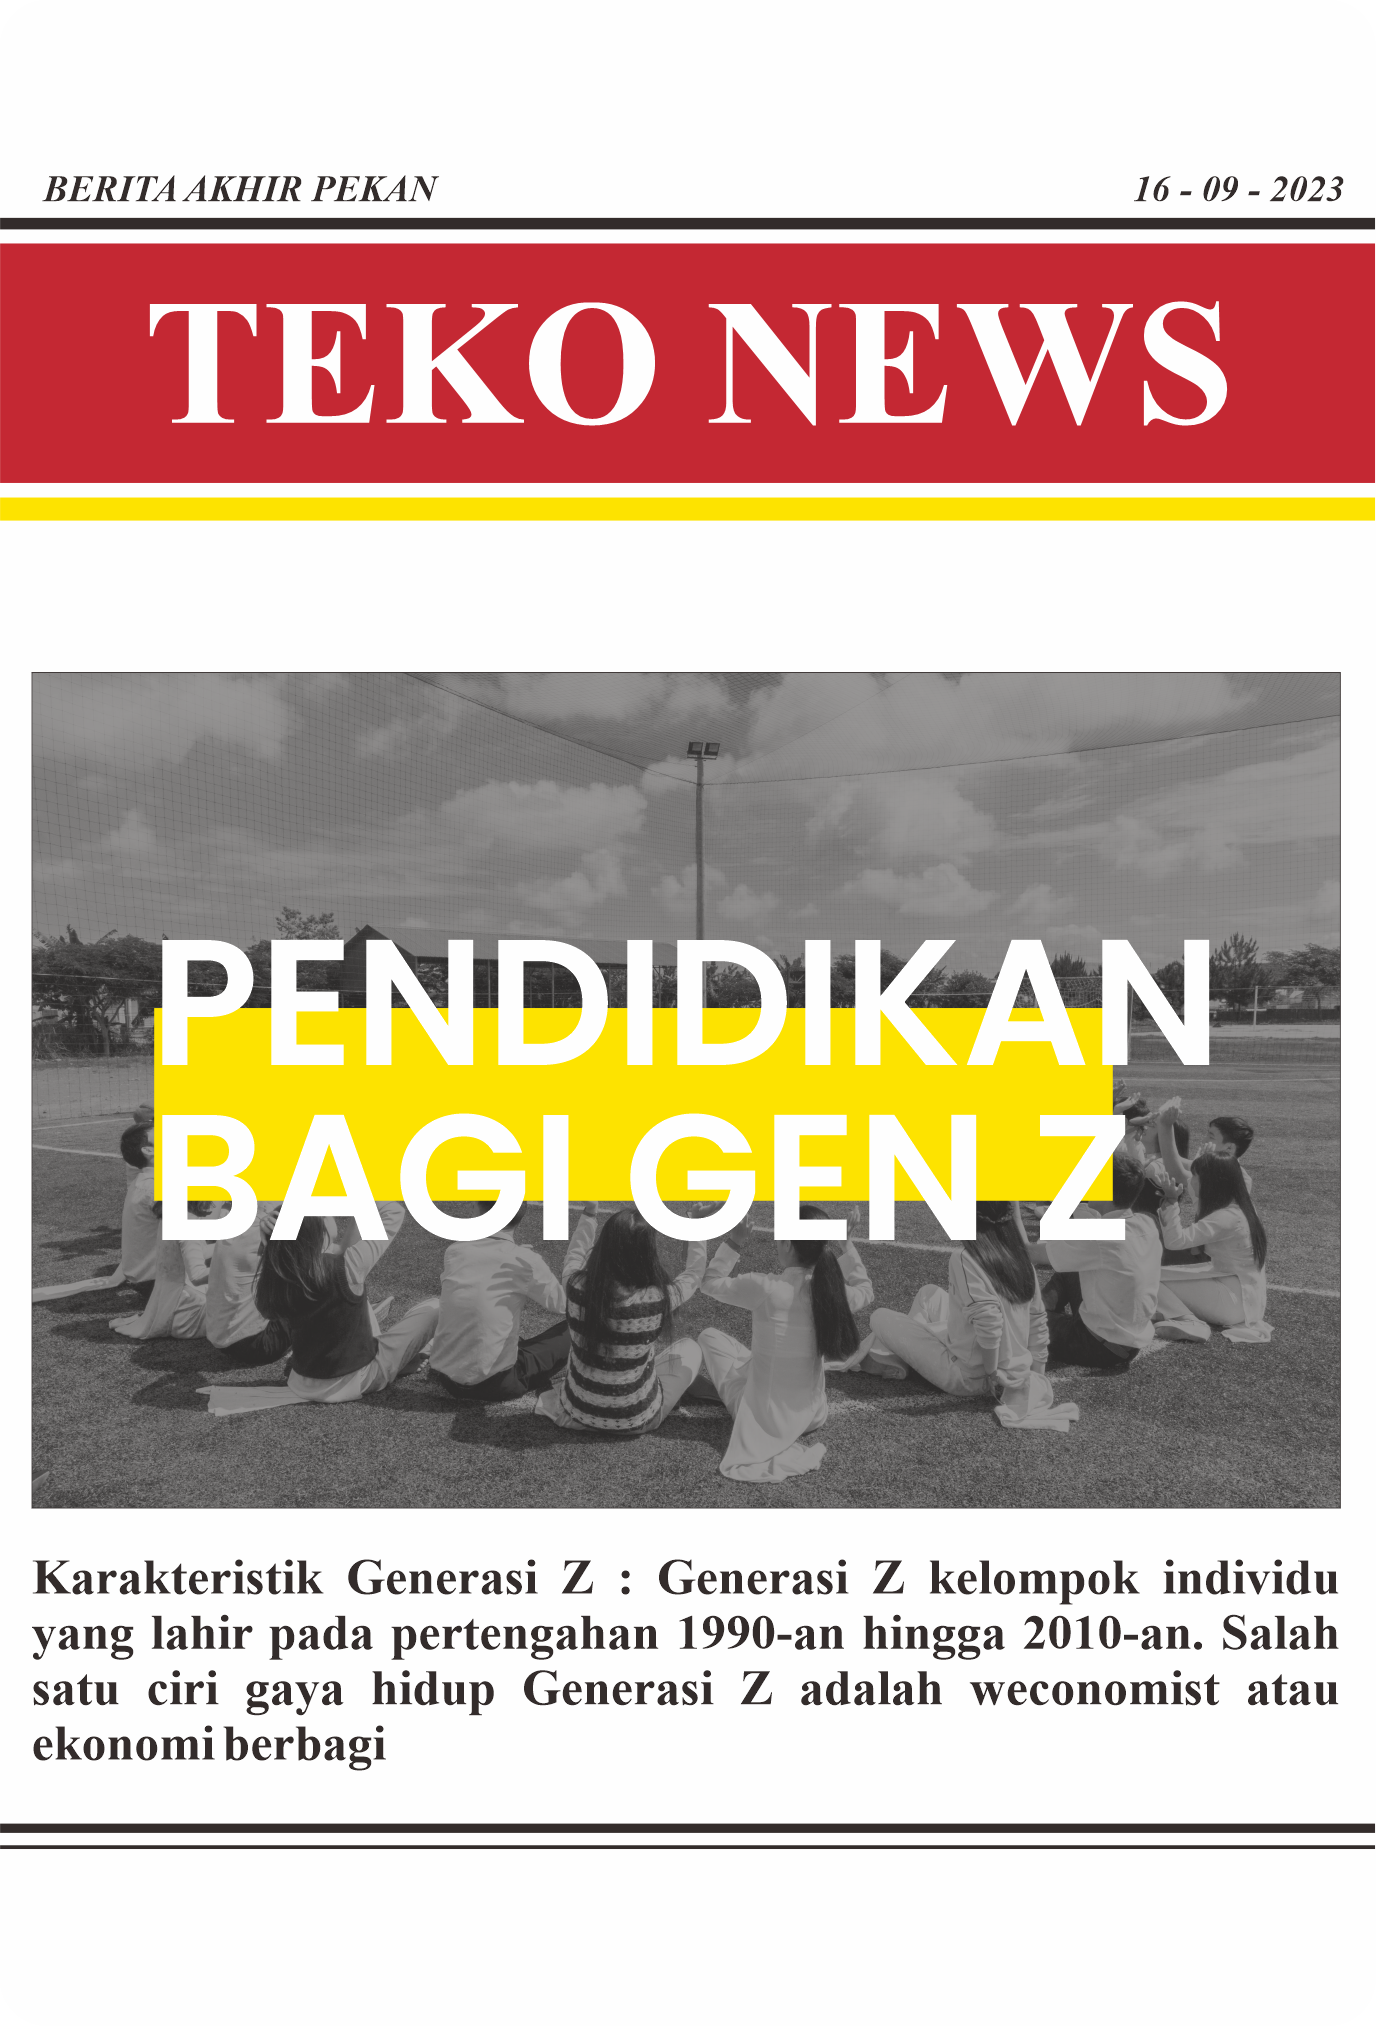 BERITA AKHIR PEKAN
16 - 09 - 2023
TEKO NEWS
PENDIDIKAN
BAGI GEN Z
Karakteristik Generasi Z : Generasi Z kelompok individu
yang lahir pada pertengahan 1990-an hingga 2010-an. Salah
satu ciri gaya hidup Generasi Z adalah weconomist atau
ekonomi berbagi